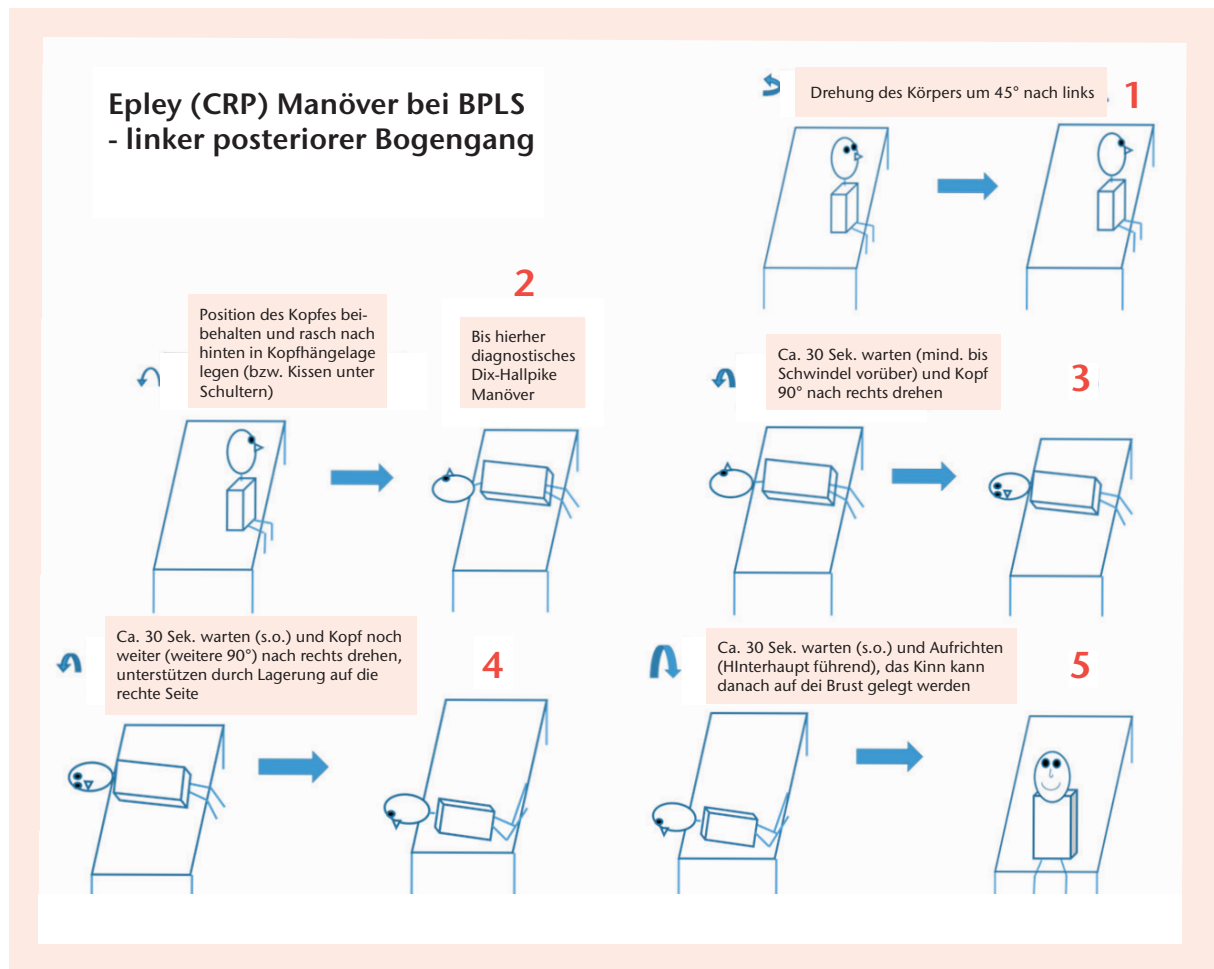 Epley (CRP) Manöver bei BPLS
- linker posteriorer Bogengang
Drehung des Körpers um 45° nach links
1
2
Position des Kopfes bei-
behalten und rasch nach
hinten in Kopfhängelage
legen (bzw. Kissen unter
Schultern)
Bis hierher
diagnostisches
Dix-Hallpike
Manöver
Ca. 30 Sek. warten (mind. bis
Schwindel vorüber) und Kopf
90° nach rechts drehen
3
Ca. 30 Sek. warten (s.o.) und Kopf noch
weiter (weitere 90°) nach rechts drehen,
unterstützen durch Lagerung auf die
rechte Seite
4
Ca. 30 Sek. warten (s.o.) und Aufrichten
(HInterhaupt führend), das Kinn kann
danach auf dei Brust gelegt werden
5